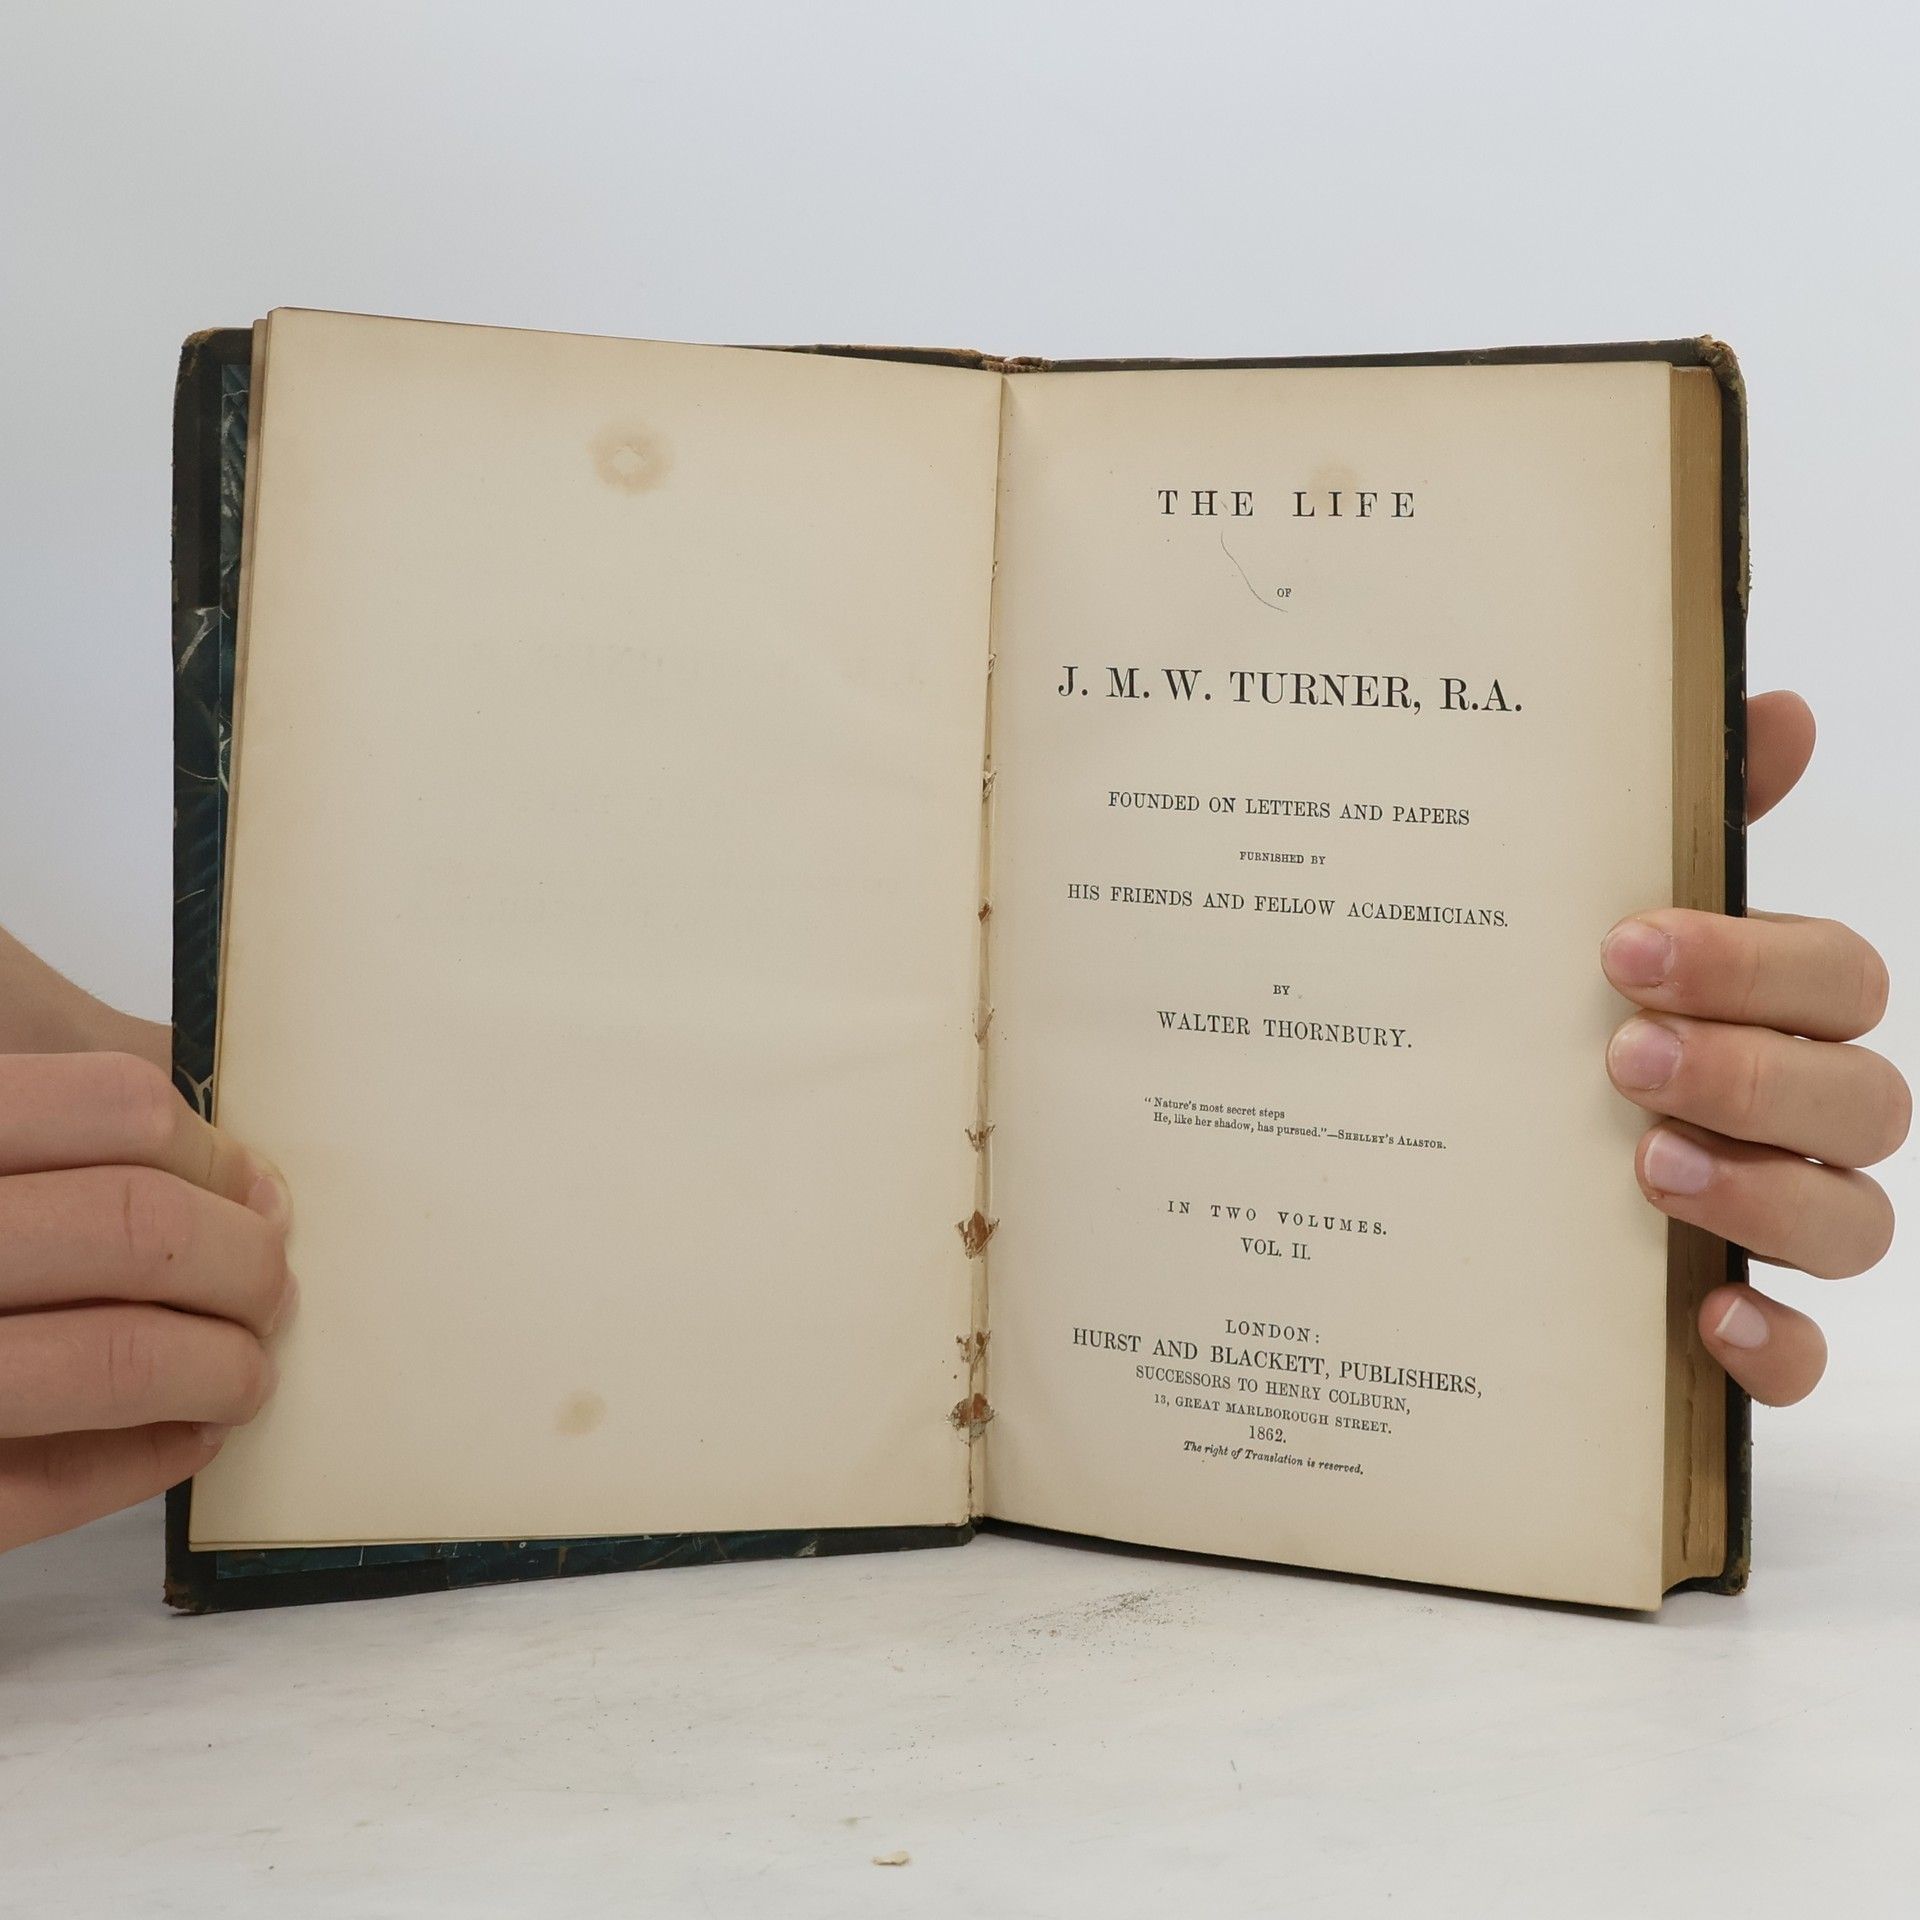 THE LIFE
OF
J. M. W. TURNER, R.A.
FOUNDED ON LETTERS AND PAPERS
FURNISHED BY
HIS FRIENDS AND FELLOW ACADEMICIANS.
BY
WALTER THORNBURY.
“Nature's most secret steps
He, like her shadow, has pursued.”—SHELLEY'S ALASTOR.
IN TWO VOLUMES.
VOL. II.
LONDON:
HURST AND BLACKETT, PUBLISHERS,
SUCCESSORS TO HENRY COLBURN,
13, GREAT MARLBOROUGH STREET.
1862.
The right of Translation is reserved.